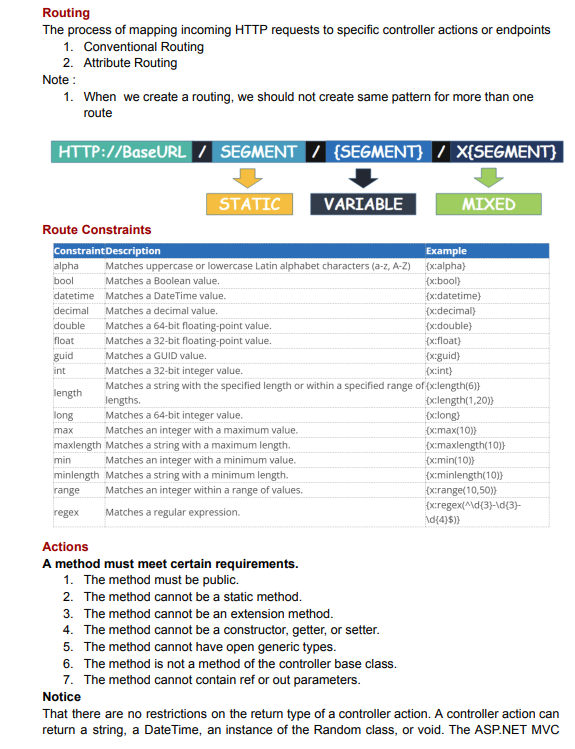 Routing
The process of mapping incoming HTTP requests to specific controller actions or endpoints
1. Conventional Routing
2. Attribute Routing
Note :
1. When we create a routing, we should not create same pattern for more than one
route
HTTP://BaseURL / SEGMENT / {SEGMENT} / X{SEGMENT}
STATIC VARIABLE MIXED
Route Constraints
Constraint Description Example
alpha Matches uppercase or lowercase Latin alphabet characters (a-z, A-Z) {x:alpha}
bool Matches a Boolean value. {x:bool}
datetime Matches a DateTime value. {x:datetime}
decimal Matches a decimal value. {x:decimal}
double Matches a 64-bit floating-point value. {x:double}
float Matches a 32-bit floating-point value. {x:float}
guid Matches a GUID value. {x:guid}
int Matches a 32-bit integer value. {x:int}
length Matches a string with the specified length or within a specified range of {x:length(6)}
lengths. {x:length(1,20)}
long Matches a 64-bit integer value. {x:long}
max Matches an integer with a maximum value. {x:max(10)}
maxlength Matches a string with a maximum length. {x:maxlength(10)}
min Matches an integer with a minimum value. {x:min(10)}
minlength Matches a string with a minimum length. {x:minlength(10)}
range Matches an integer within a range of values. {x:range(10,50)}
regex Matches a regular expression. {x:regex(^\d{3}-\d{3}-
\d{4}$)}
Actions
A method must meet certain requirements.
1. The method must be public.
2. The method cannot be a static method.
3. The method cannot be an extension method.
4. The method cannot be a constructor, getter, or setter.
5. The method cannot have open generic types.
6. The method is not a method of the controller base class.
7. The method cannot contain ref or out parameters.
Notice
That there are no restrictions on the return type of a controller action. A controller action can
return a string, a DateTime, an instance of the Random class, or void. The ASP.NET MVC